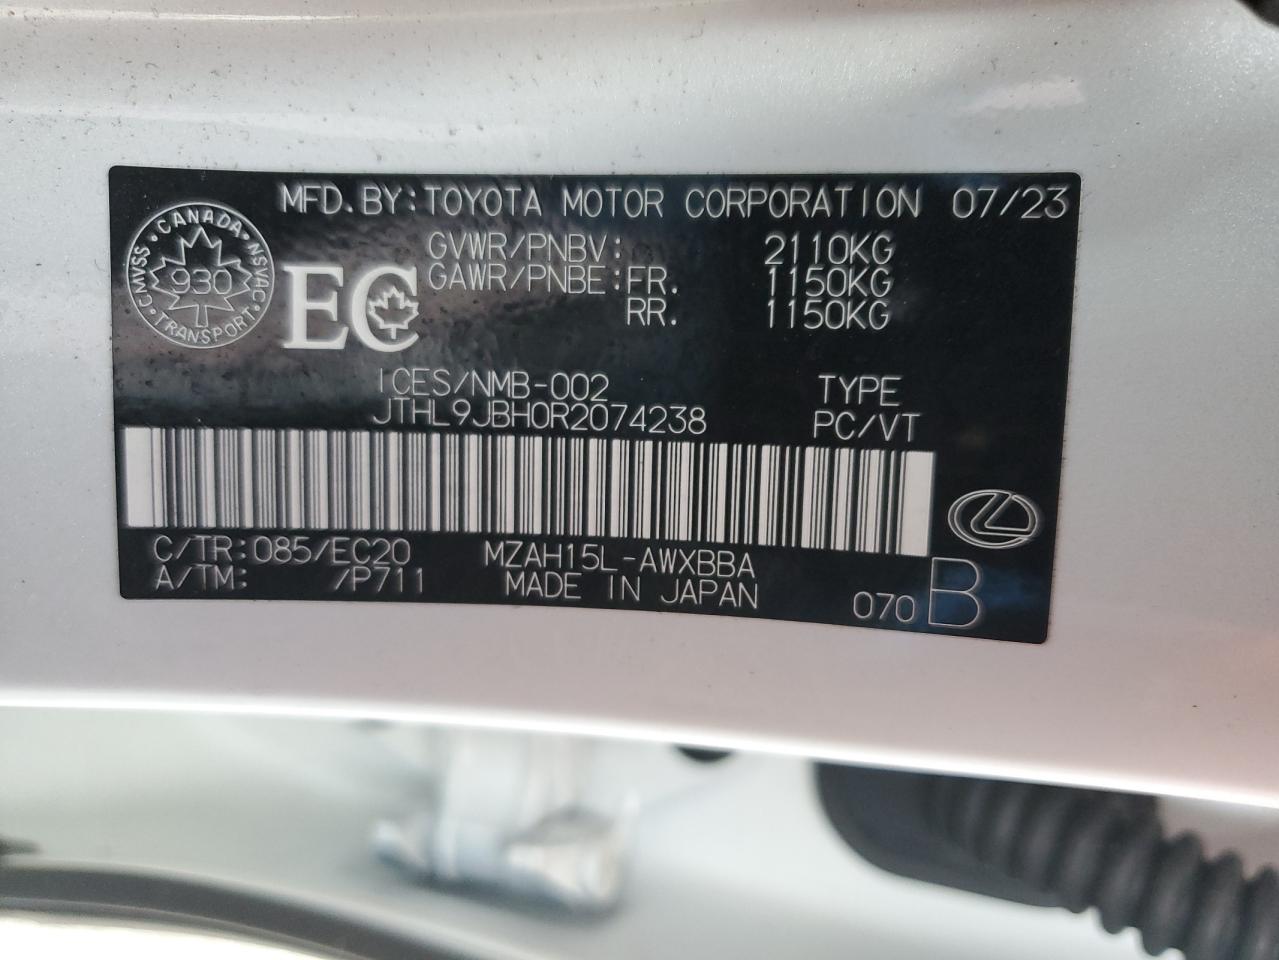 MFD.BY:TOYOTA MOTOR CORPORATION 07/23
CANADA
CMVSS NSVAC
930
TRANSPORT
EC
GVWR/PNBV: 2110KG
GAWR/PNBE:FR. 1150KG
RR. 1150KG
ICES/NMB-002 TYPE
JTHL9JBH0R2074238 PC/VT
C/TR:085/EC20 MZAH15L-AWXBBA
A/TM: /P711 MADE IN JAPAN
070 B